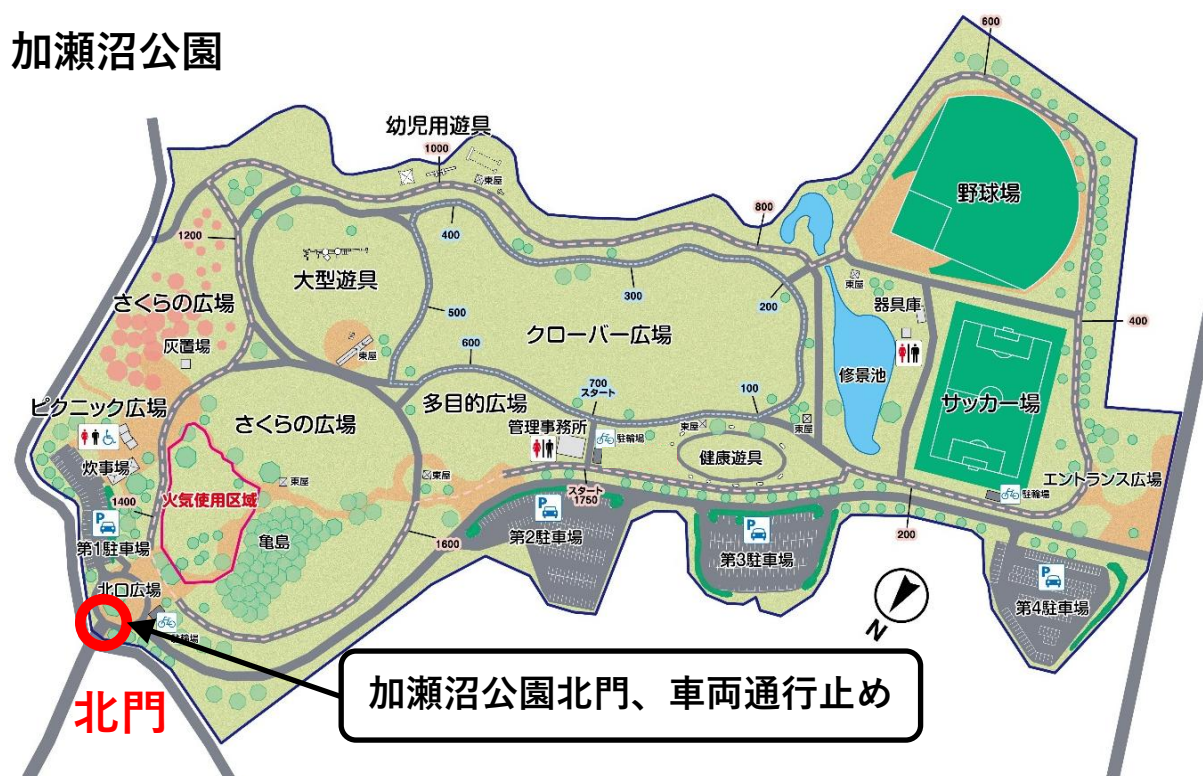 加瀬沼公園
600
幼児用遊具
1000
東屋
野球場
800
400
1200
大型遊具
300
200
東屋
さくらの広場
500
器具庫
クローバー広場
400
600
灰置場
東屋
修景池
700
スタート
100
サッカー場
ピクニック広場
さくらの広場
多目的広場
管理事務所
駐輪場
東屋
東屋
炊事場
健康遊具
エントランス広場
東屋
東屋
火気使用区域
1400
スタート
1750
駐輪場
P
第1駐車場
亀島
1600
P
第2駐車場
P
第3駐車場
200
P
第4駐車場
北口広場
駐輪場
N
北門
加瀬沼公園北門、車両通行止め